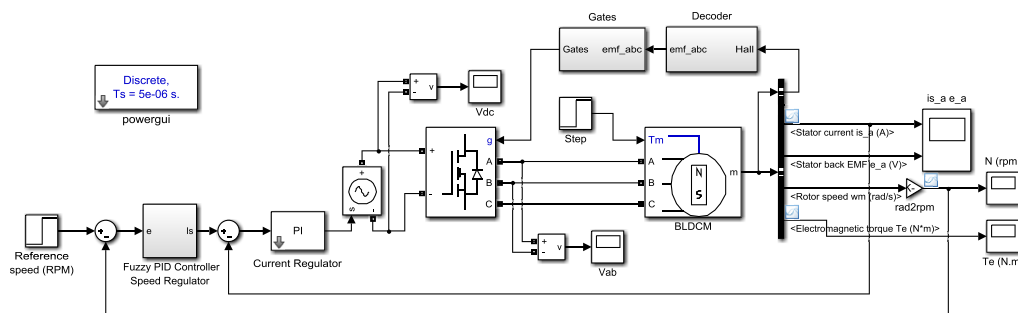 Gates
Decoder
Gates emf_abc
emf_abc Hall
Discrete,
Ts = 5e-06 s.
powergui
+
-
v
Vdc
Step
is_a e_a
<Stator current is_a (A)>
g
+
-
A
B
C
Tm
A
B
C
N
S
m
BLDCM
<Stator back EMF e_a (V)>
N (rpm
+
s
-
<Rotor speed wm (rad/s)>
rad2rpm
<Electromagnetic torque Te (N*m)>
Te (N.m
Reference
speed (RPM)
e Is
Fuzzy PID Controller
Speed Regulator
PI
Current Regulator
+
-
v
Vab